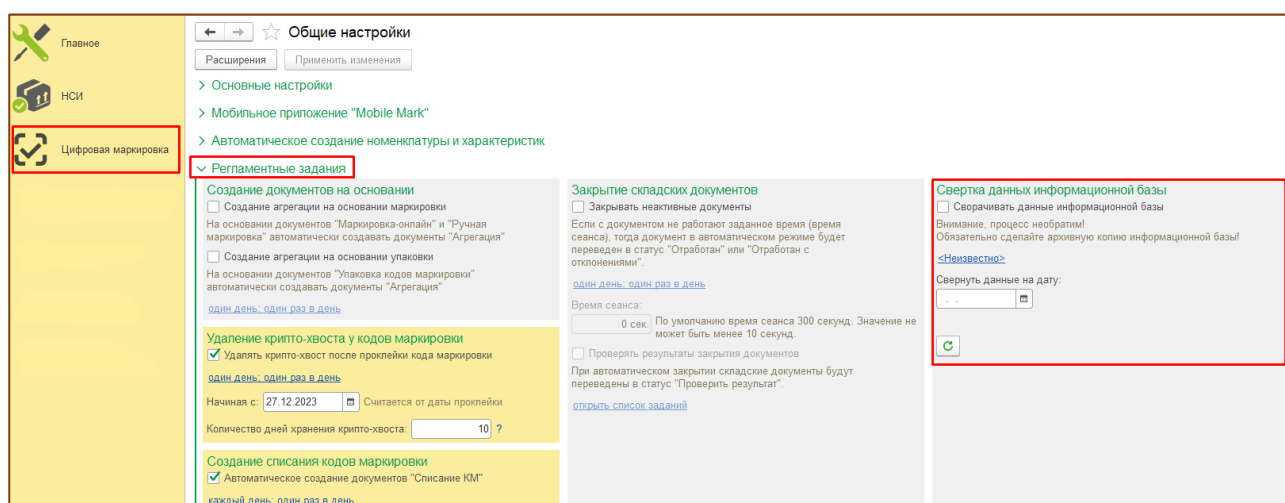 Главное
НСИ
Цифровая маркировка
Общие настройки
Расширения
Применить изменения
Основные настройки
Мобильное приложение "Mobile Mark"
Автоматическое создание номенклатуры и характеристик
Регламентные задания
Создание документов на основании
Создание агрегации на основании маркировки
На основании документов "Маркировка-онлайн" и "Ручная
маркировка" автоматически создавать документы "Агрегация"
Создание агрегации на основании упаковки
На основании документов "Упаковка кодов маркировки"
автоматически создавать документы "Агрегация"
один день; один раз в день
Удаление крипто-хвоста у кодов маркировки
Удалять крипто-хвост после проклейки кода маркировки
один день; один раз в день
Начиная с: 27.12.2023 Считается от даты проклейки
Количество дней хранения крипто-хвоста: 10 ?
Создание списания кодов маркировки
Автоматическое создание документов "Списание КМ"
каждый день; один раз в день
Закрытие складских документов
Закрывать неактивные документы
Если с документом не работают заданное время (время
сеанса), тогда документ в автоматическом режиме будет
переведен в статус "Отработан" или "Отработан с
отклонениями".
один день; один раз в день
Время сеанса:
0 сек. По умолчанию время сеанса 300 секунд. Значение не
может быть менее 10 секунд.
Проверять результаты закрытия документов
При автоматическом закрытии складские документы будут
переведены в статус "Проверить результат".
открыть список заданий
Свертка данных информационной базы
Сворачивать данные информационной базы
Внимание, процесс необратим!
Обязательно сделайте архивную копию информационной базы!
<Неизвестно>
Свернуть данные на дату:
. .